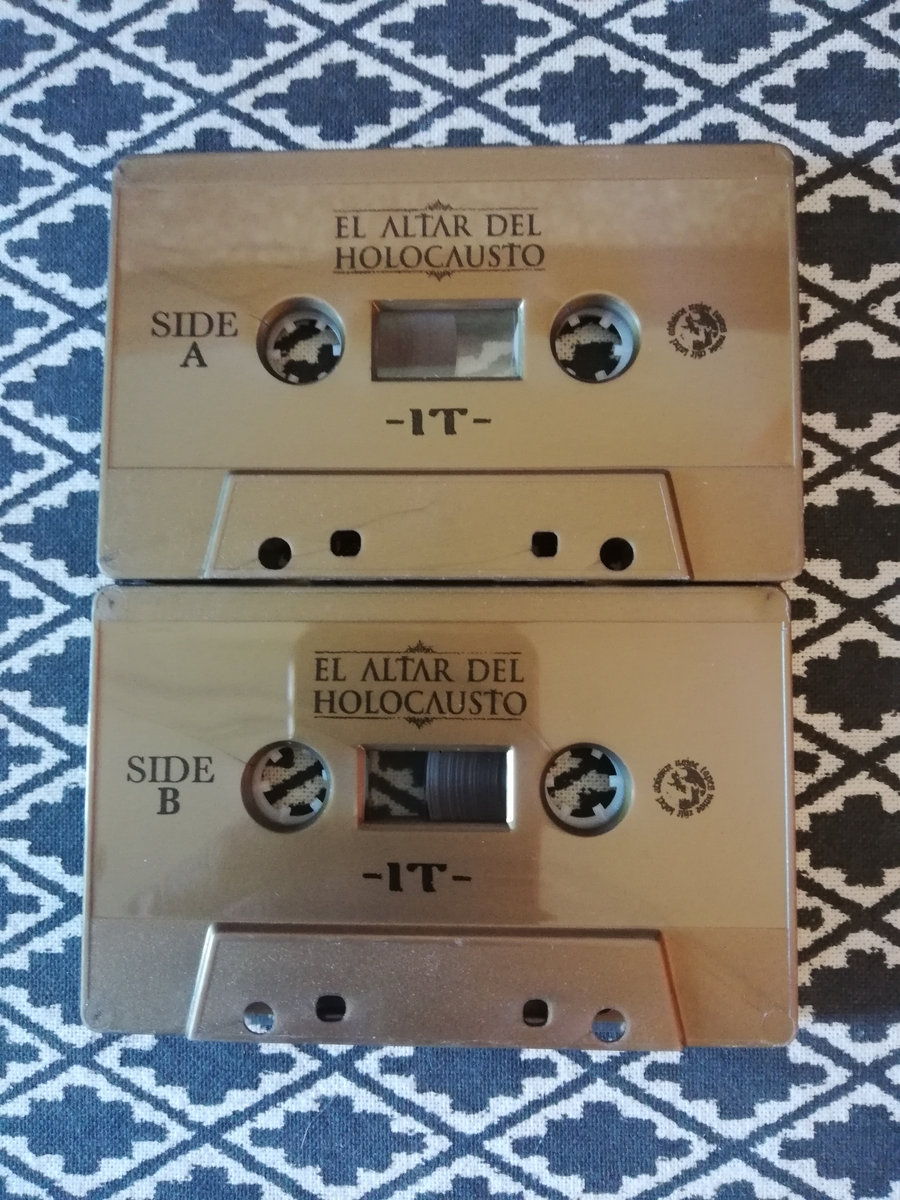 EL ALTAR DEL
HOLOCAUSTO
SIDE
A
-IT-
EL ALTAR DEL
HOLOCAUSTO
SIDE
B
-IT-